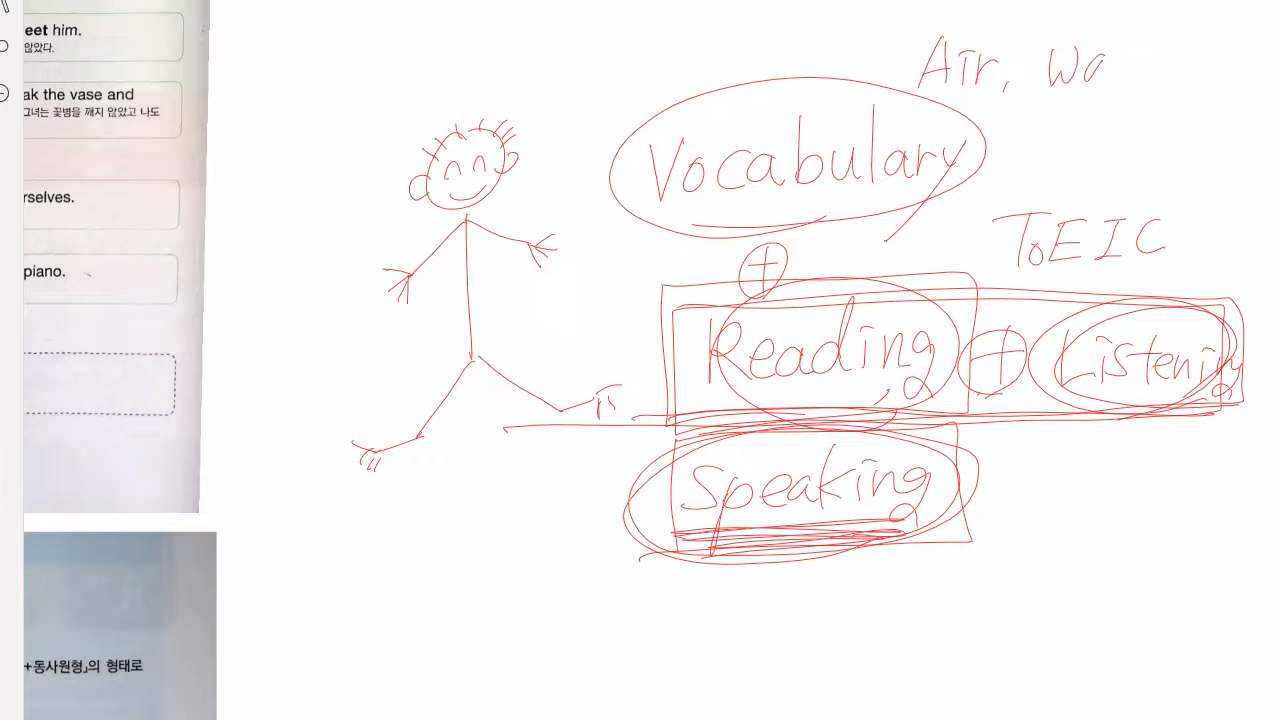 eet him.
않았다.
ak the vase and
그녀는 꽃병을 깨지 않았고 나도
rselves.
piano.
+동사원형」의 형태로
Air, Wa
Vocabulary
+
TOEIC
Reading + Listening
Speaking